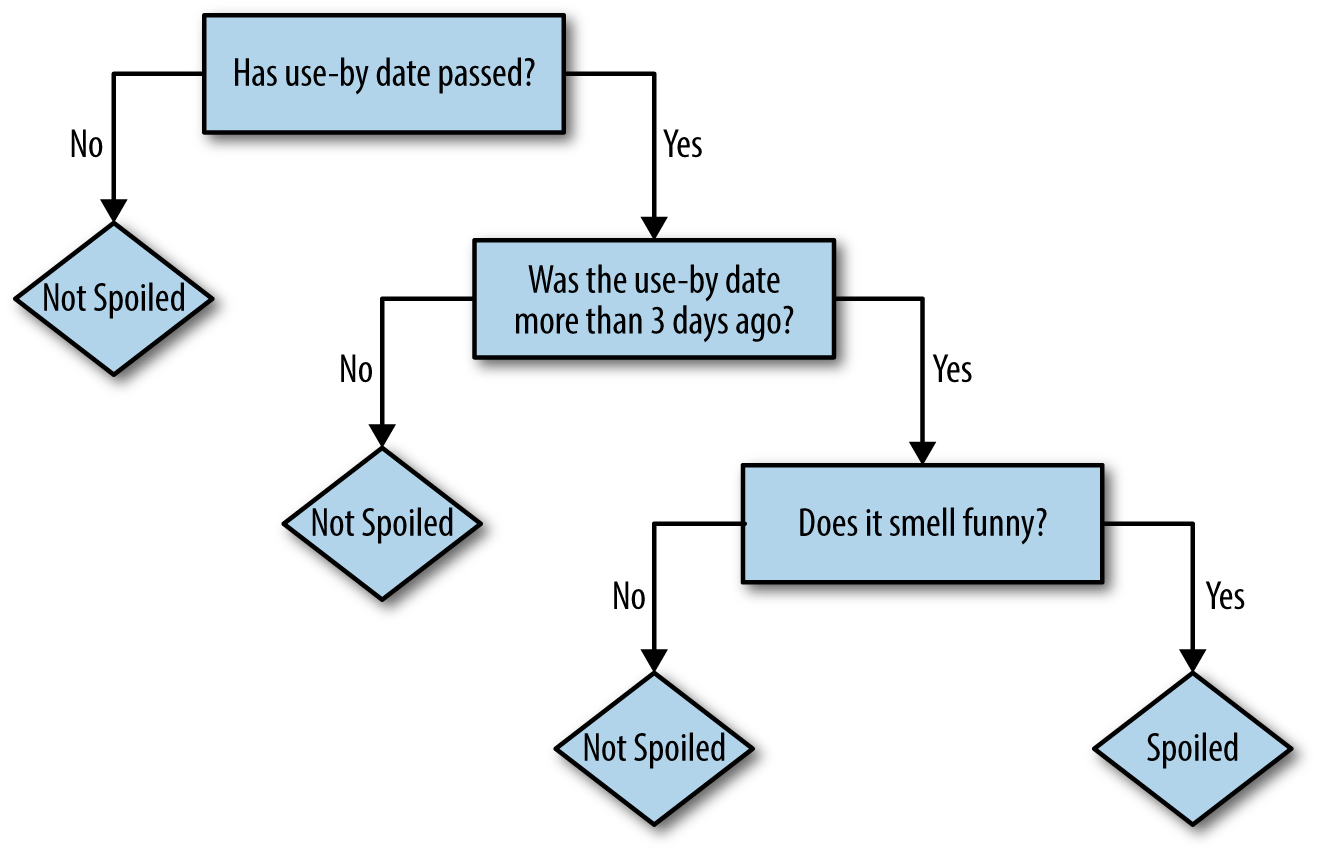 Has use-by date passed?
No
Yes
Not Spoiled
Was the use-by date
more than 3 days ago?
No
Yes
Not Spoiled
Does it smell funny?
No
Yes
Not Spoiled
Spoiled